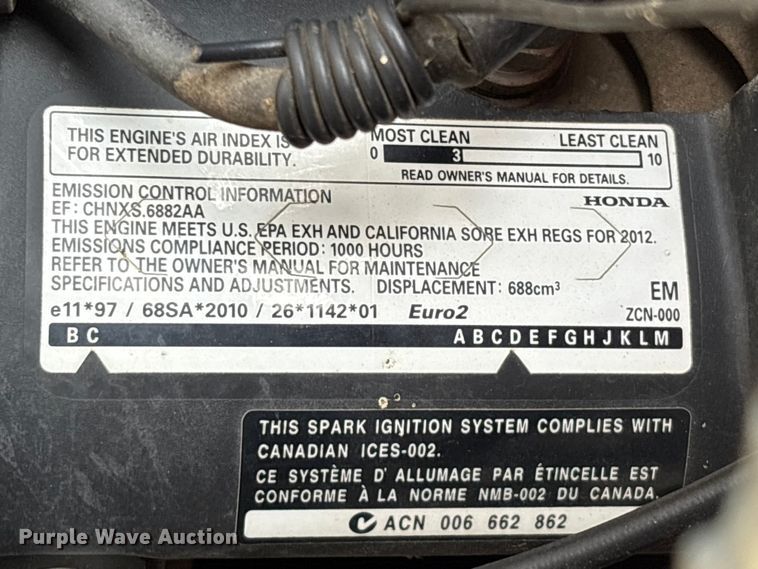 THIS ENGINE'S AIR INDEX IS
FOR EXTENDED DURABILITY.
MOST CLEAN LEAST CLEAN
0 3 10
READ OWNER'S MANUAL FOR DETAILS.
EMISSION CONTROL INFORMATION HONDA
EF: CHNXS.6882AA
THIS ENGINE MEETS U.S. EPA EXH AND CALIFORNIA SORE EXH REGS FOR 2012.
EMISSIONS COMPLIANCE PERIOD: 1000 HOURS
REFER TO THE OWNER'S MANUAL FOR MAINTENANCE
SPECIFICATIONS AND ADJUSTMENTS. DISPLACEMENT: 688cm³ EM
e11*97 / 68SA*2010 / 26*1142*01 Euro2 ZCN-000
B C A B C D E F G H J K L M
THIS SPARK IGNITION SYSTEM COMPLIES WITH
CANADIAN ICES-002.
CE SYSTÈME D' ALLUMAGE PAR ÉTINCELLE EST
CONFORME À LA NORME NMB-002 DU CANADA.
ACN 006 662 862
Purple Wave Auction